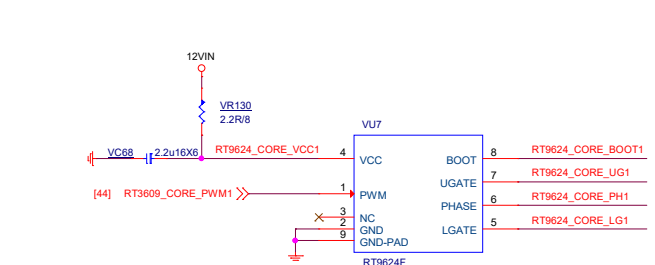 12VIN
VR130
2.2R/8
VU7
VC68 2.2u16X6 RT9624_CORE_VCC1 4 VCC BOOT 8 RT9624_CORE_BOOT1
UGATE 7 RT9624_CORE_UG1
[44] RT3609_CORE_PWM1 1 PWM
PHASE 6 RT9624_CORE_PH1
3 NC
2 GND LGATE 5 RT9624_CORE_LG1
9 GND-PAD
RT9624F